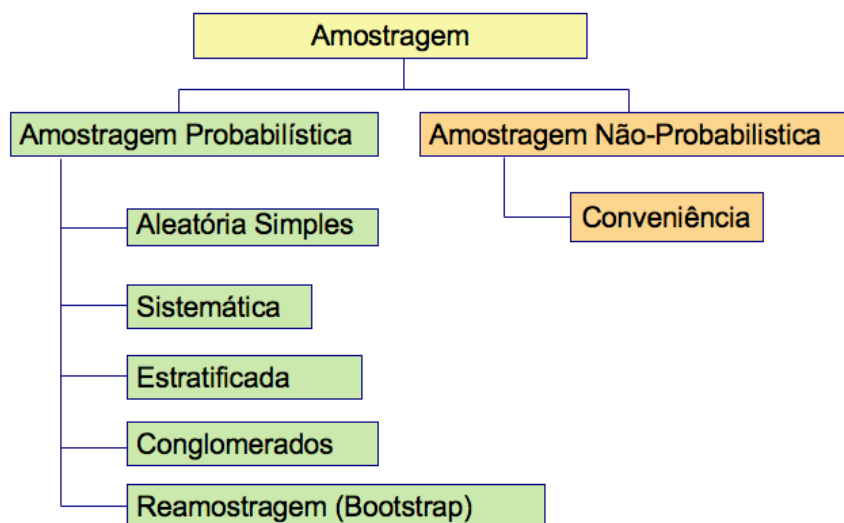 Amostragem
Amostragem Probabilística
Amostragem Não-Probabilistica
Aleatória Simples
Conveniência
Sistemática
Estratificada
Conglomerados
Reamostragem (Bootstrap)